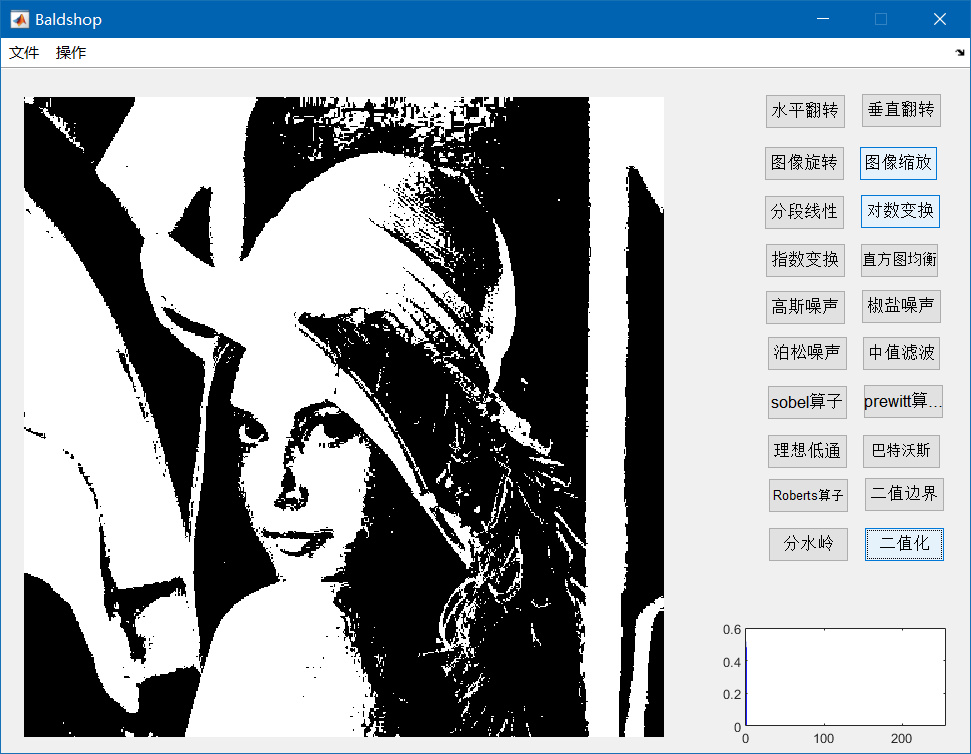 Baldshop
文件 操作
水平翻转 垂直翻转
图像旋转 图像缩放
分段线性 对数变换
指数变换 直方图均衡
高斯噪声 椒盐噪声
泊松噪声 中值滤波
sobel算子 prewitt算...
理想低通 巴特沃斯
Roberts算子 二值边界
分水岭 二值化
0.6
0.4
0.2
0
0 100 200